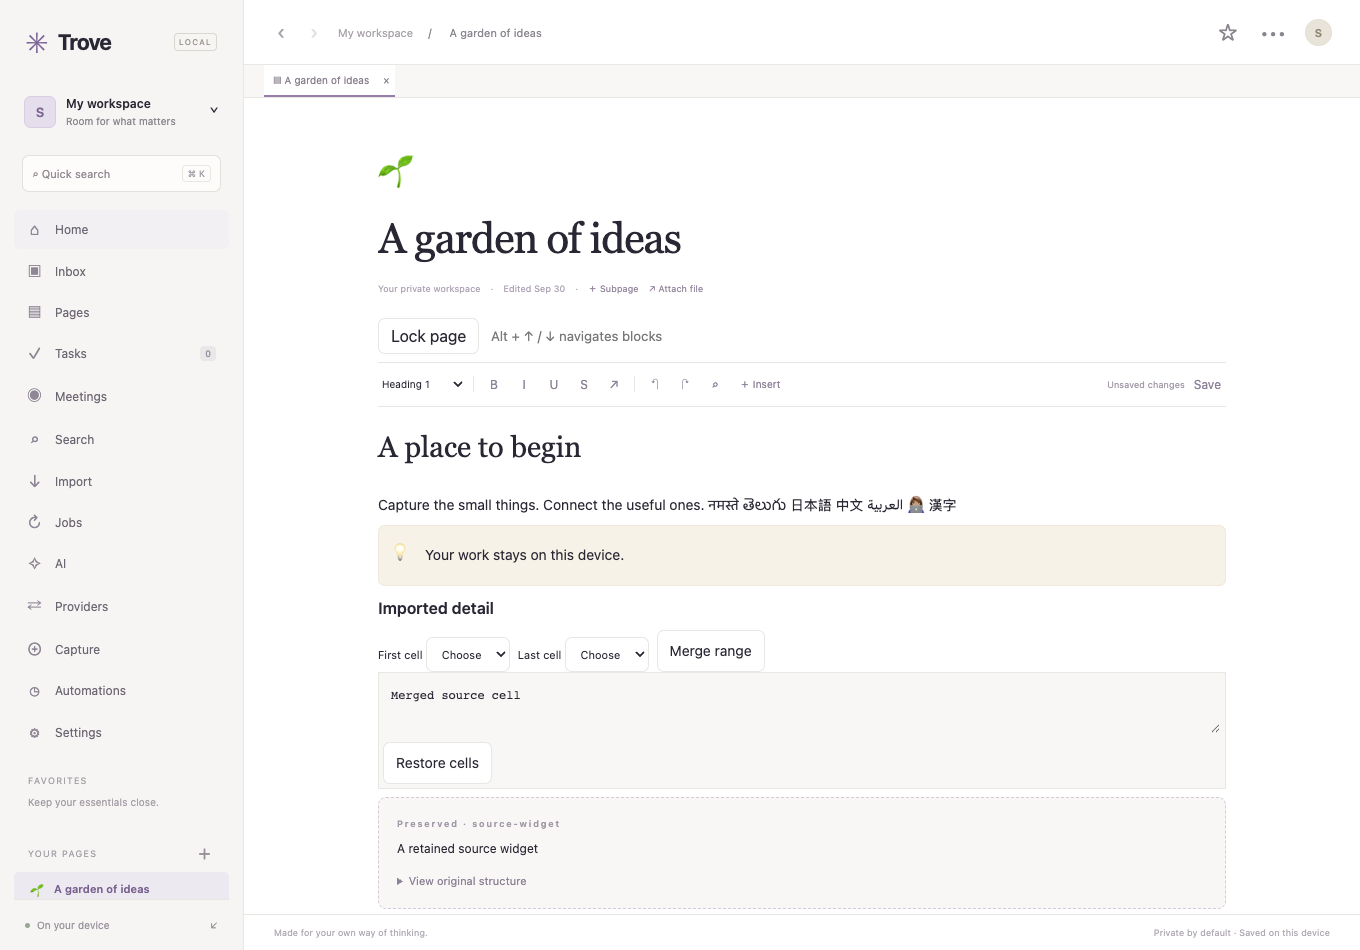 Trove
LOCAL
S
My workspace
Room for what matters
Quick search
⌘ K
Home
Inbox
Pages
Tasks
0
Meetings
Search
Import
Jobs
AI
Providers
Capture
Automations
Settings
FAVORITES
Keep your essentials close.
YOUR PAGES
A garden of ideas
On your device
My workspace / A garden of ideas
S
A garden of ideas ×
A garden of ideas
Your private workspace · Edited Sep 30 · + Subpage ↗ Attach file
Lock page
Alt + ↑ / ↓ navigates blocks
Heading 1
B I U S ↗
+ Insert
Unsaved changes Save
A place to begin
Capture the small things. Connect the useful ones. नमस्ते తెలుగు 日本語 中文 العربية 👩🏽‍💻 漢字
Your work stays on this device.
Imported detail
First cell Choose Last cell Choose Merge range
Merged source cell
Restore cells
Preserved · source-widget
A retained source widget
▶ View original structure
Made for your own way of thinking.
Private by default · Saved on this device